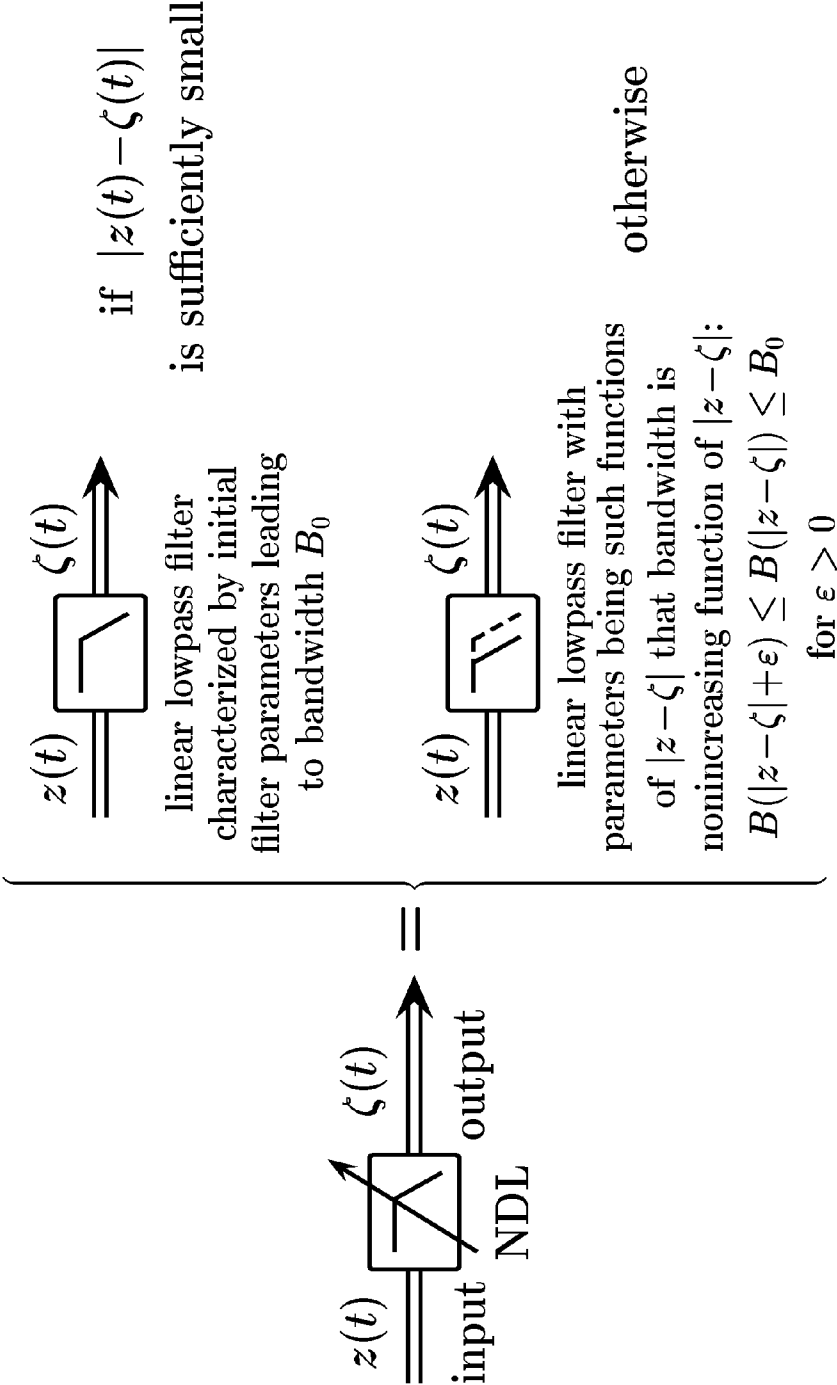 z(t)
ζ(t)
input
output
NDL
=
z(t)
ζ(t)
linear lowpass filter
characterized by initial
filter parameters leading
to bandwidth B₀
if |z(t)−ζ(t)|
is sufficiently small
z(t)
ζ(t)
linear lowpass filter with
parameters being such functions
of |z−ζ| that bandwidth is
nonincreasing function of |z−ζ|:
B(|z−ζ|+ε) ≤ B(|z−ζ|) ≤ B₀
for ε > 0
otherwise